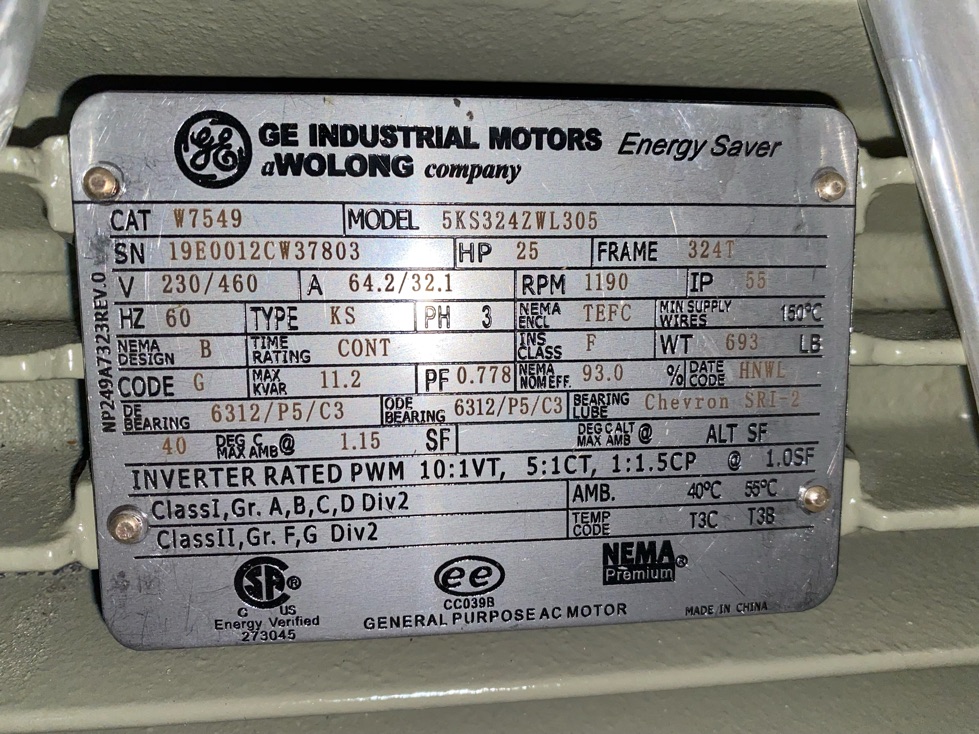 GE INDUSTRIAL MOTORS Energy Saver
aWOLONG company
CAT W7549 MODEL 5KS324ZWL305
SN 19E0012CW37803 HP 25 FRAME 324T
V 230/460 A 64.2/32.1 RPM 1190 IP 55
HZ 60 TYPE KS PH 3 NEMA ENCL TEFC MIN SUPPLY WIRES 150°C
NEMA DESIGN B TIME RATING CONT INS CLASS F WT 693 LB
CODE G MAX KVAR 11.2 PF 0.778 NEMA NOM EFF. 93.0 % DATE CODE HNWL
DE BEARING 6312/P5/C3 ODE BEARING 6312/P5/C3 BEARING LUBE Chevron SRI-2
40 DEG C MAX AMB @ 1.15 SF DEG C ALT MAX AMB @ ALT SF
INVERTER RATED PWM 10:1VT, 5:1CT, 1:1.5CP @ 1.0SF
ClassI,Gr. A,B,C,D Div2 AMB. 40°C 55°C
ClassII,Gr. F,G Div2 TEMP CODE T3C T3B
NP249A7323REV.0
SA ®
C US
Energy Verified
273045
ee
CC039B
GENERAL PURPOSE AC MOTOR
NEMA ®
Premium
MADE IN CHINA